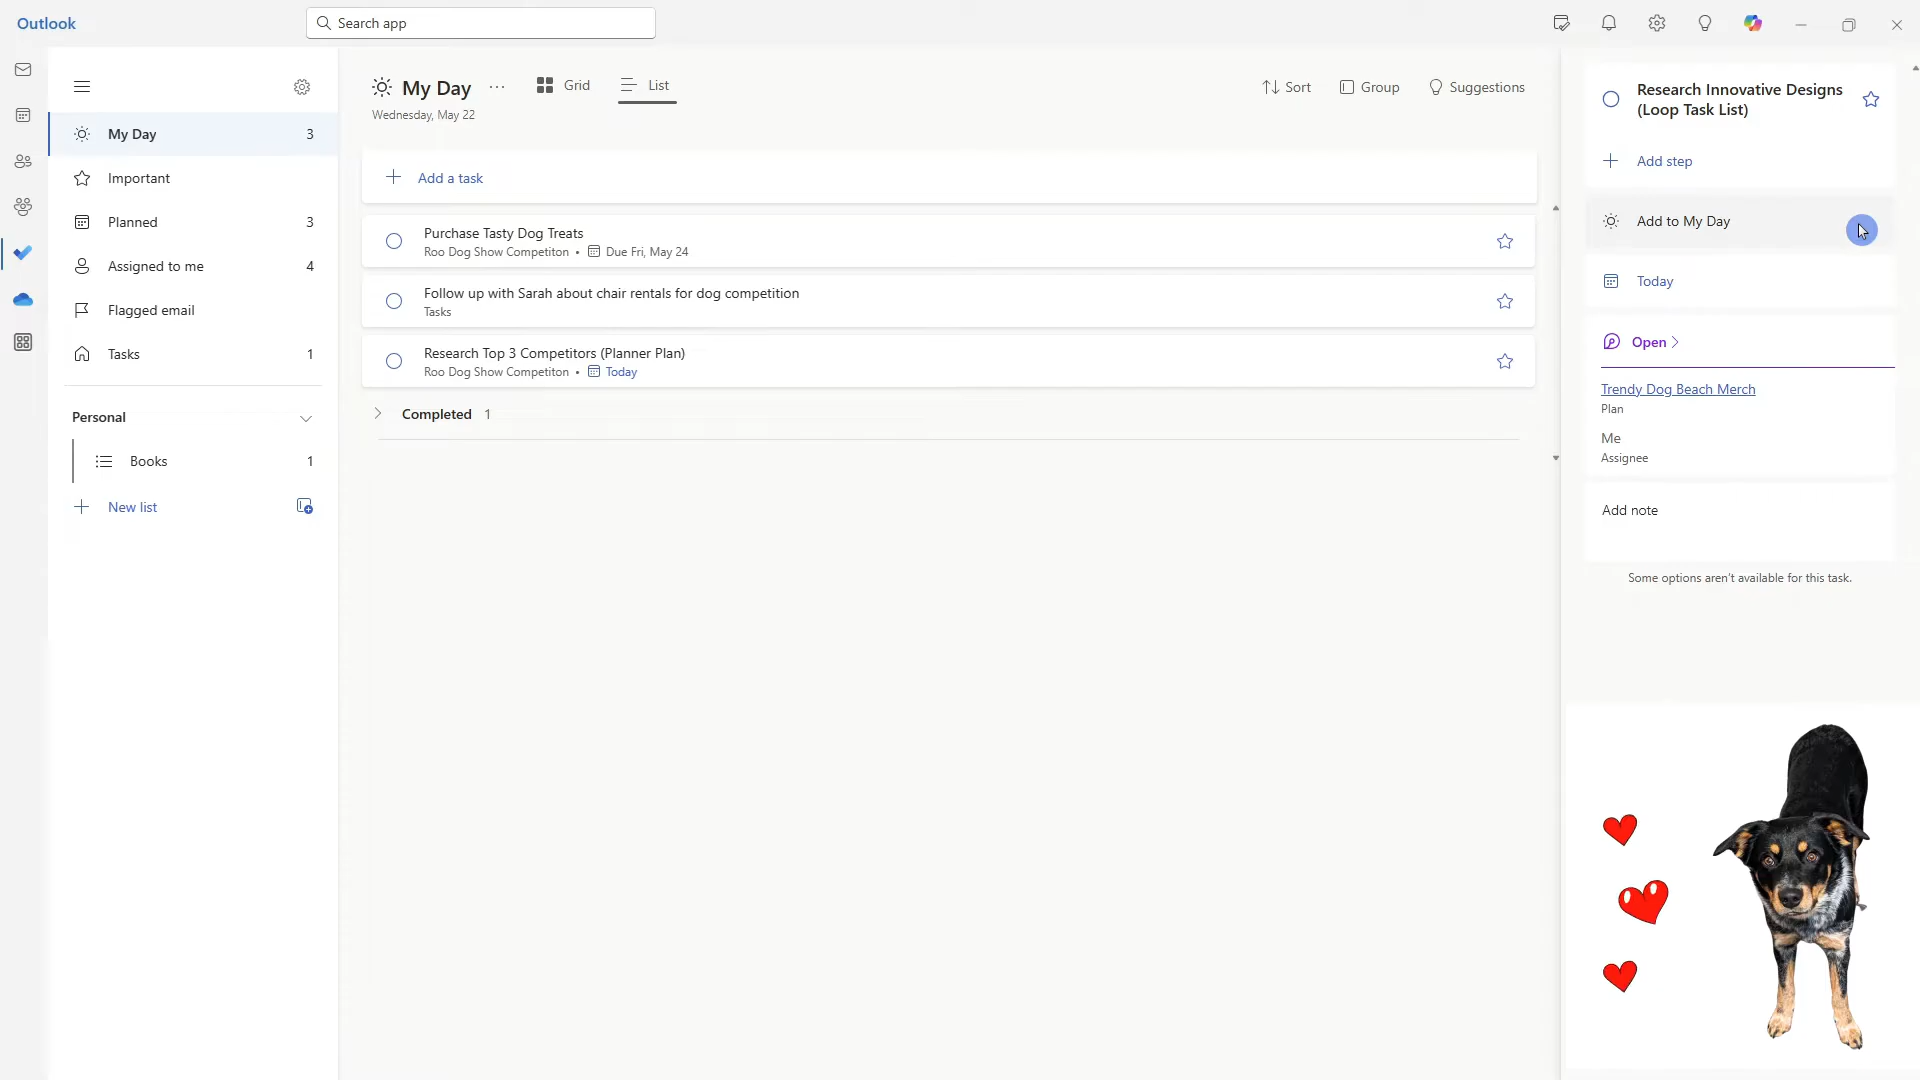 Outlook
Search app
My Day 3
Important
Planned 3
Assigned to me 4
Flagged email
Tasks 1
Personal
Books 1
New list
My Day
Grid
List
Sort
Group
Suggestions
Wednesday, May 22
Add a task
Purchase Tasty Dog Treats
Roo Dog Show Competiton • Due Fri, May 24
Follow up with Sarah about chair rentals for dog competition
Tasks
Research Top 3 Competitors (Planner Plan)
Roo Dog Show Competiton • Today
Completed 1
Research Innovative Designs
(Loop Task List)
Add step
Add to My Day
Today
Open
Trendy Dog Beach Merch
Plan
Me
Assignee
Add note
Some options aren't available for this task.